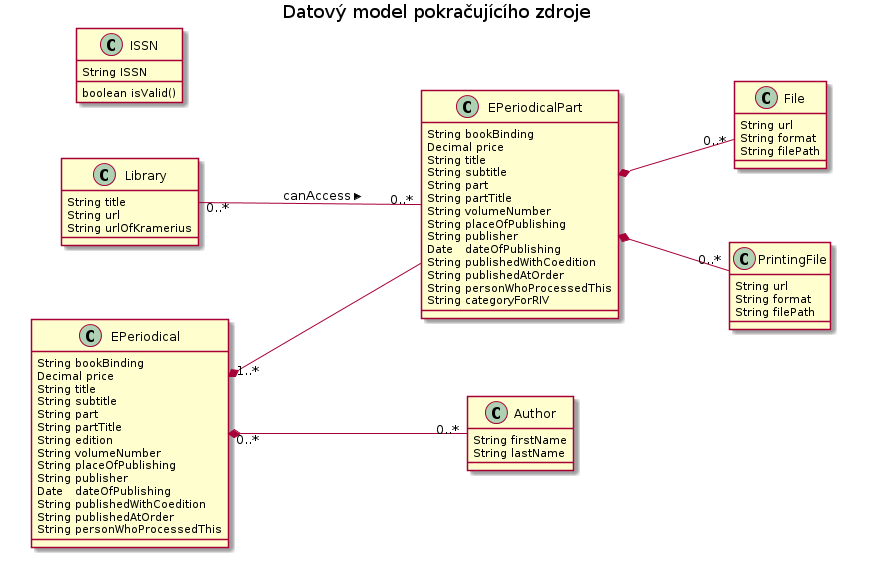 Datový model pokračujícího zdroje
C ISSN
String ISSN
boolean isValid()
C Library
String title
String url
String urlOfKramerius
0..*
canAccess ▶
0..*
C EPeriodicalPart
String bookBinding
Decimal price
String title
String subtitle
String part
String partTitle
String volumeNumber
String placeOfPublishing
String publisher
Date dateOfPublishing
String publishedWithCoedition
String publishedAtOrder
String personWhoProcessedThis
String categoryForRIV
0..*
C File
String url
String format
String filePath
0..*
C PrintingFile
String url
String format
String filePath
C EPeriodical
String bookBinding
Decimal price
String title
String subtitle
String part
String partTitle
String edition
String volumeNumber
String placeOfPublishing
String publisher
Date dateOfPublishing
String publishedWithCoedition
String publishedAtOrder
String personWhoProcessedThis
1..*
0..*
0..*
C Author
String firstName
String lastName